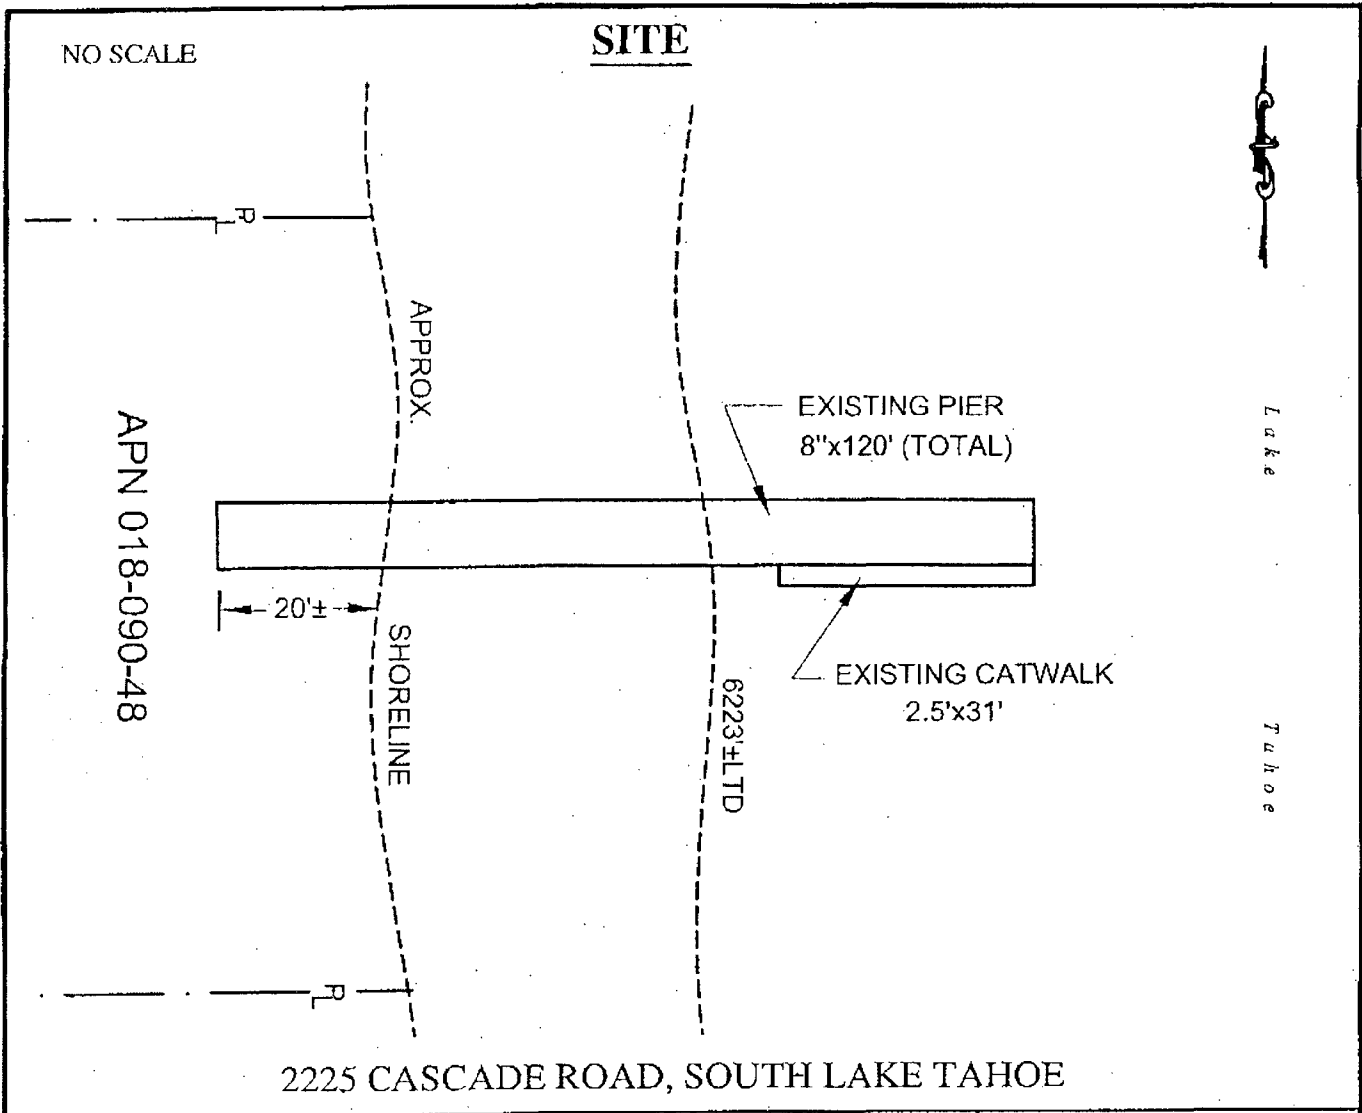 SITE
NO SCALE
PL
APPROX.
EXISTING PIER
8"x120' (TOTAL)
Lake
APN 018-090-48
20'±
SHORELINE
6223'±LTD
EXISTING CATWALK
2.5'x31'
Tahoe
PL
2225 CASCADE ROAD, SOUTH LAKE TAHOE